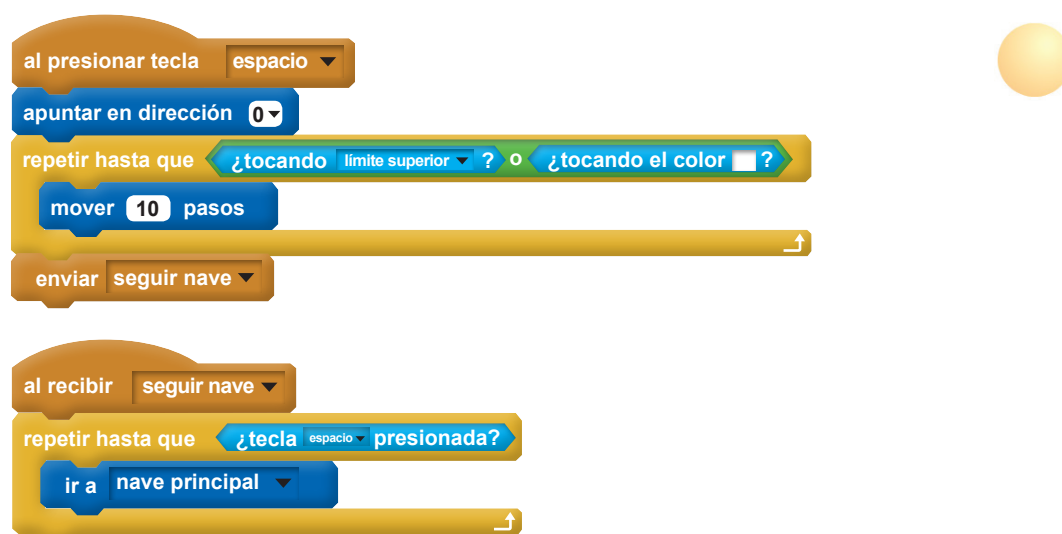 al presionar tecla espacio
apuntar en dirección 0
repetir hasta que ¿tocando límite superior ? o ¿tocando el color ?
mover 10 pasos
enviar seguir nave
al recibir seguir nave
repetir hasta que ¿tecla espacio presionada?
ir a nave principal